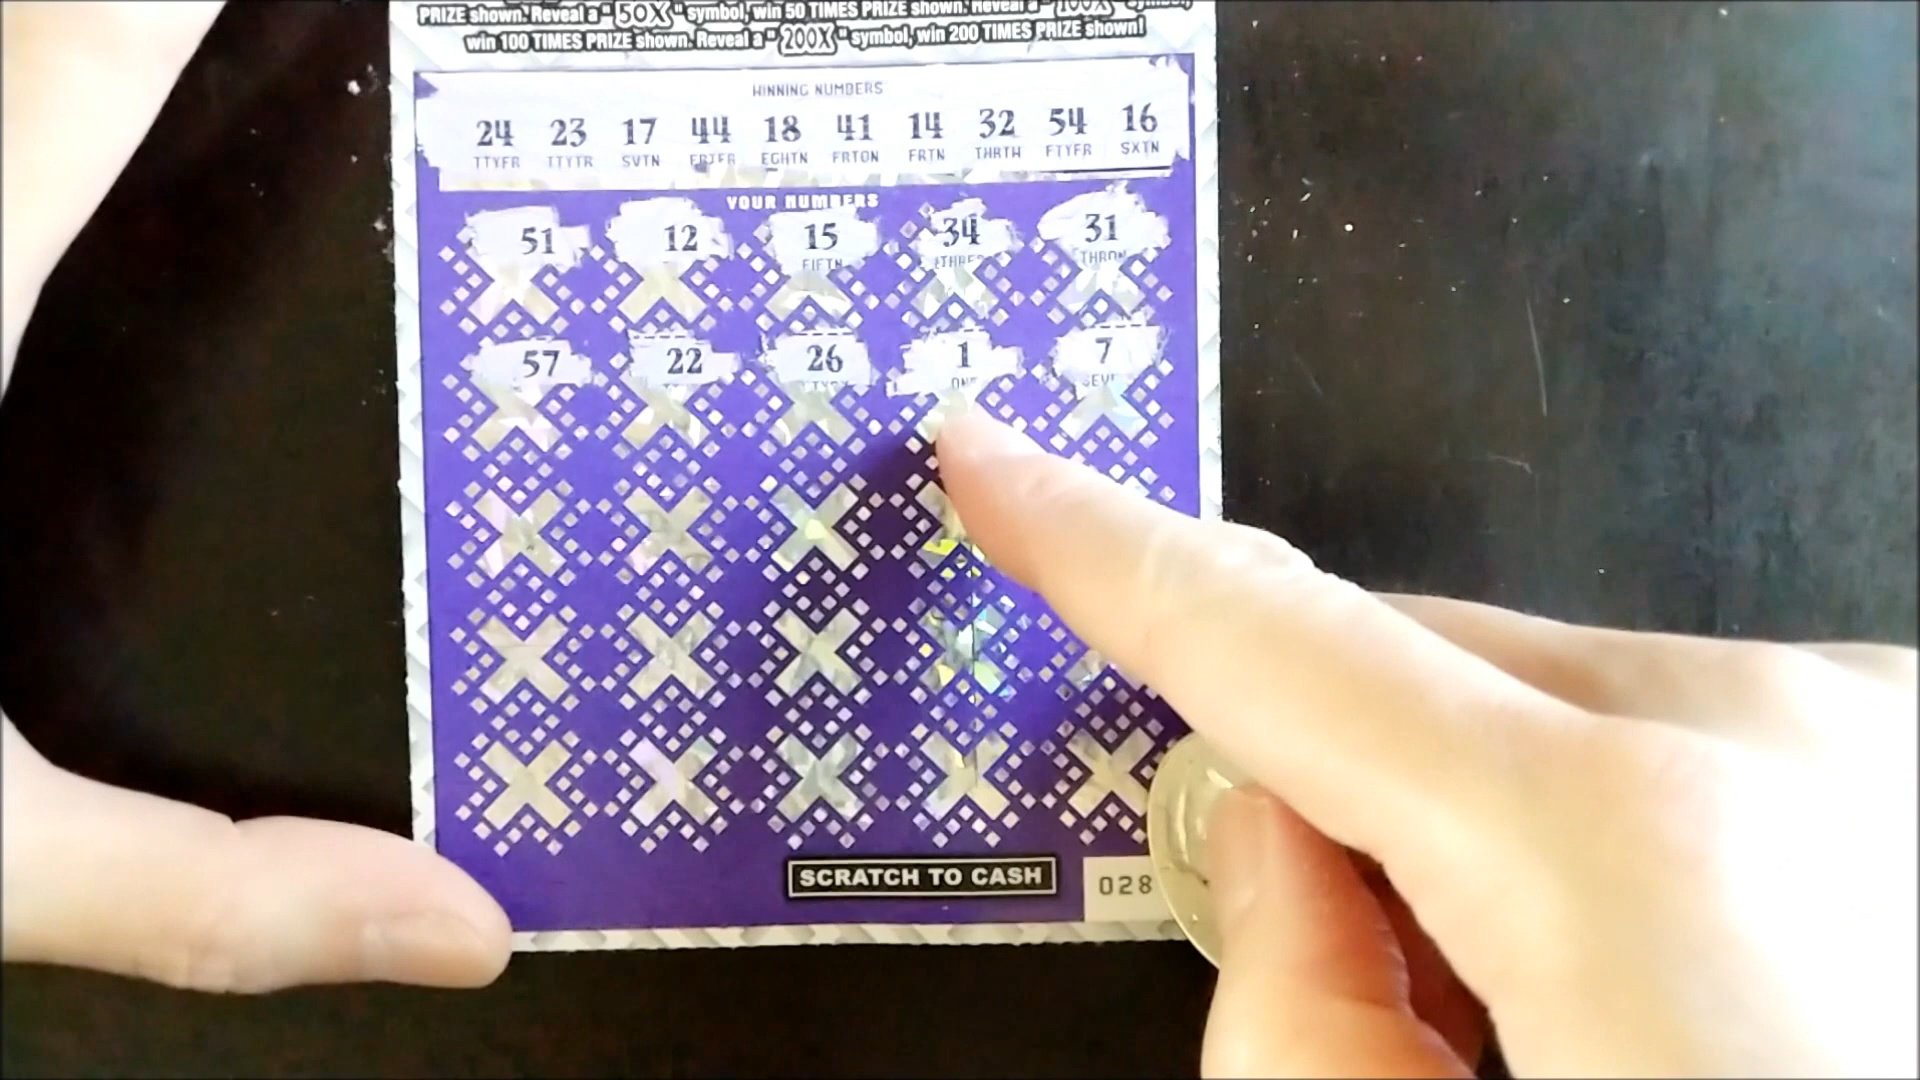 PRIZE shown. Reveal a "50X" symbol, win 50 TIMES PRIZE shown. Reveal a "100X" symbol,
win 100 TIMES PRIZE shown. Reveal a "200X" symbol, win 200 TIMES PRIZE shown!
WINNING NUMBERS
24 23 17 44 18 41 14 32 54 16
TTYFR TTYTR SVTN FRTFR EGHTN FRTON FRTN THRTW FTYFR SXTN
YOUR NUMBERS
51 12 15 34 31
FIFTN
57 22 26 1 7
SCRATCH TO CASH
028